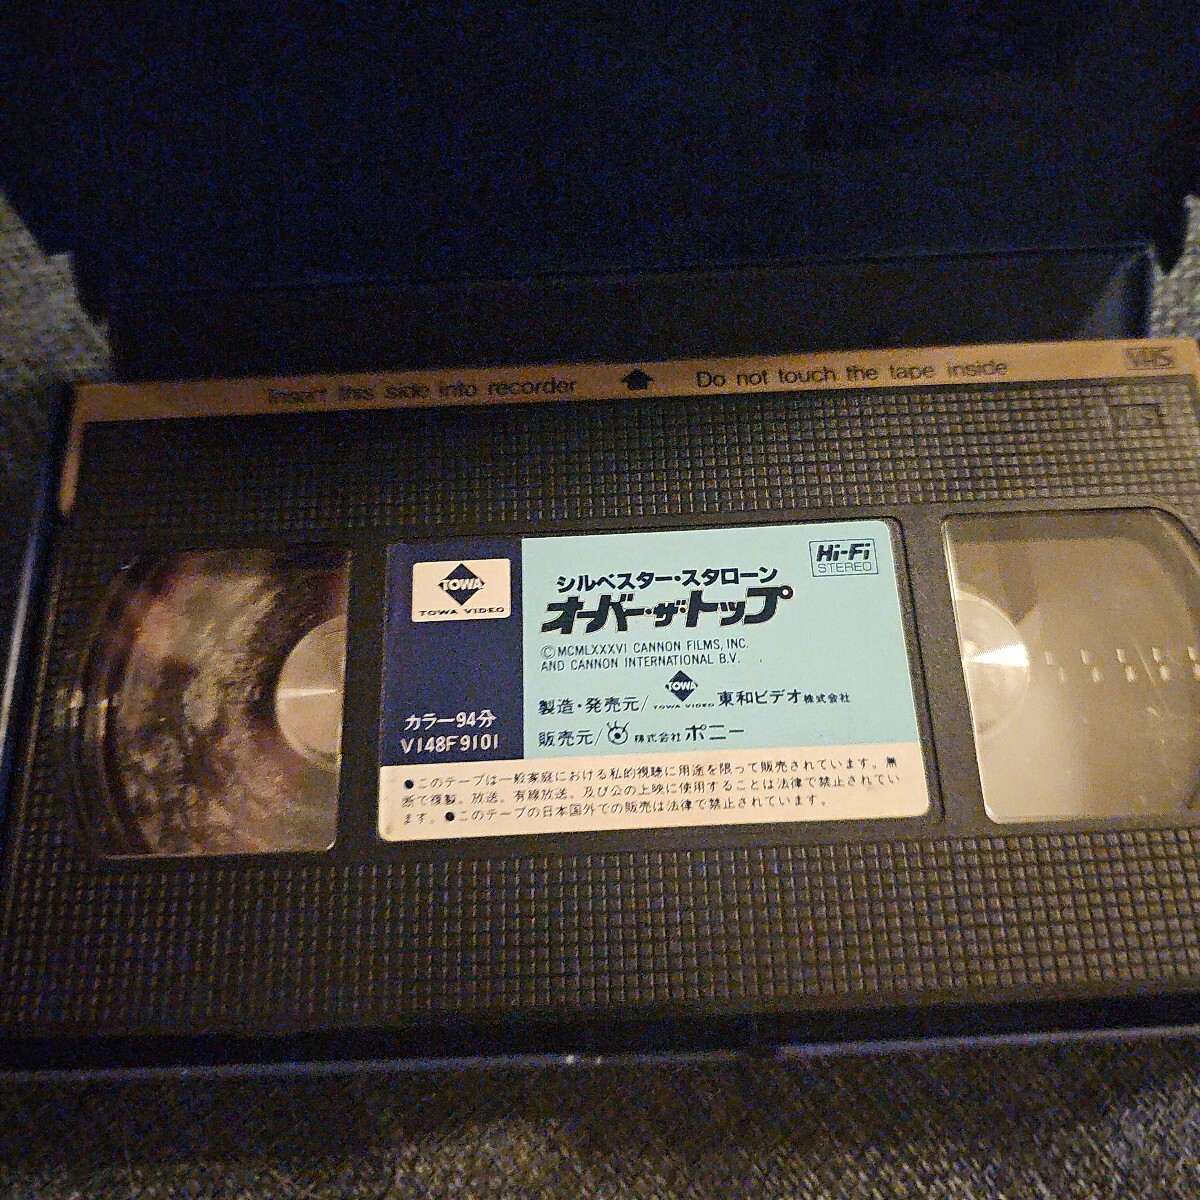 Insert this side into recorder
Do not touch the tape inside
VHS
TOWA
TOWA VIDEO
カラー94分
V148F9101
Hi-Fi
STEREO
シルベスター・スタローン
オーバー・ザ・トップ
©MCMLXXXVI CANNON FILMS, INC.
AND CANNON INTERNATIONAL B.V.
製造・発売元/ TOWA TOWA VIDEO 東和ビデオ株式会社
販売元/ 株式会社 ポニー
●このテープは一般家庭における私的視聴に用途を限って販売されています。無
断で複製、放送、有線放送、及び公の上映に使用することは法律で禁止されてい
ます。●このテープの日本国外での販売は法律で禁止されています。